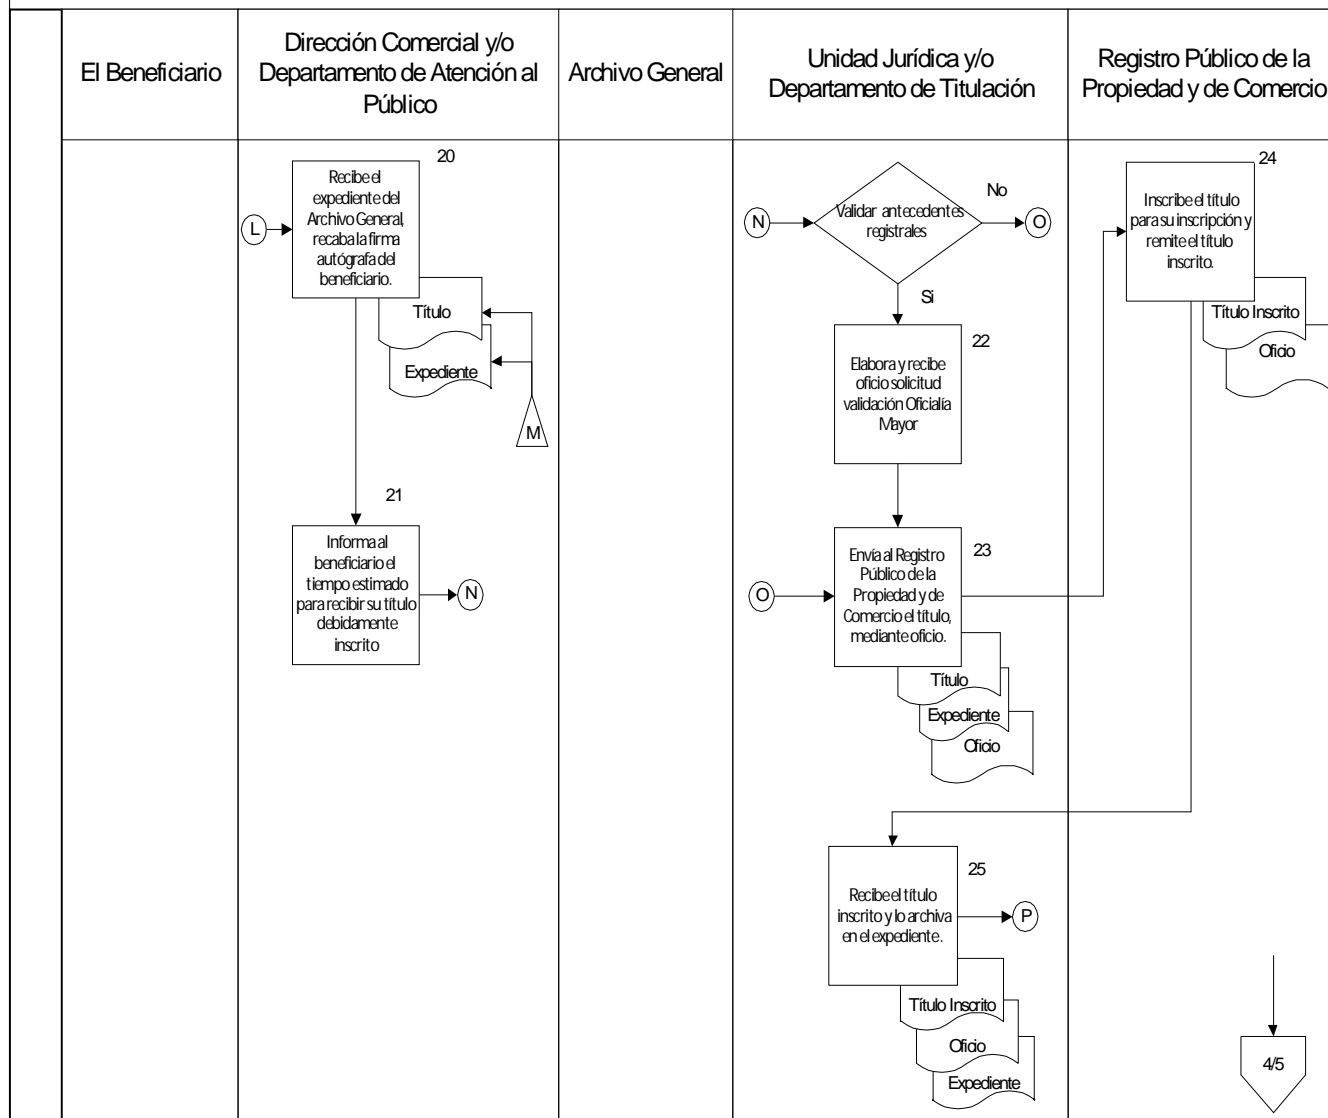 El Beneficiario
Dirección Comercial y/o
Departamento de Atención al
Público
Archivo General
Unidad Jurídica y/o
Departamento de Titulación
Registro Público de la
Propiedad y de Comercio
20
Recibe el
expediente del
Archivo General,
recaba la firma
autógrafa del
beneficiario.
L
Título
Expediente
M
21
Informa al
beneficiario el
tiempo estimado
para recibir su título
debidamente
inscrito
N
N
Validar antecedentes
registrales
No
O
Si
22
Elabora y recibe
oficio solicitud
validación Oficialía
Mayor
23
O
Envía al Registro
Público de la
Propiedad y de
Comercio el título,
mediante oficio.
Título
Expediente
Oficio
24
Inscribe el título
para su inscripción y
remite el título
inscrito.
Título Inscrito
Oficio
25
Recibe el título
inscrito y lo archiva
en el expediente.
P
Título Inscrito
Oficio
Expediente
4/5